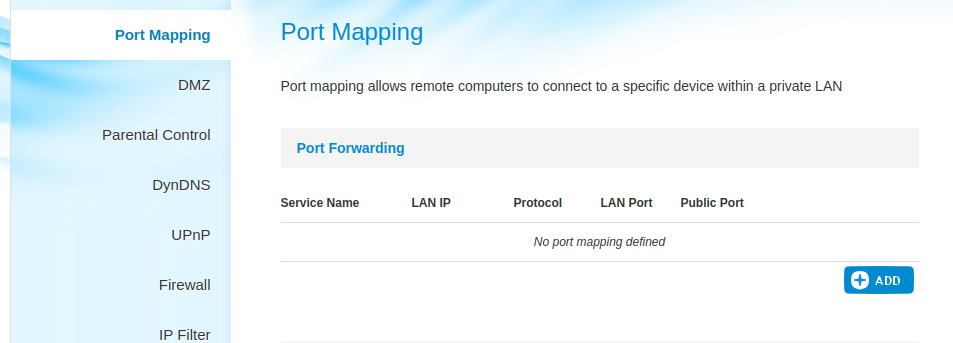 Port Mapping
DMZ
Parental Control
DynDNS
UPnP
Firewall
IP Filter
Port Mapping
Port mapping allows remote computers to connect to a specific device within a private LAN
Port Forwarding
Service Name LAN IP Protocol LAN Port Public Port
No port mapping defined
ADD